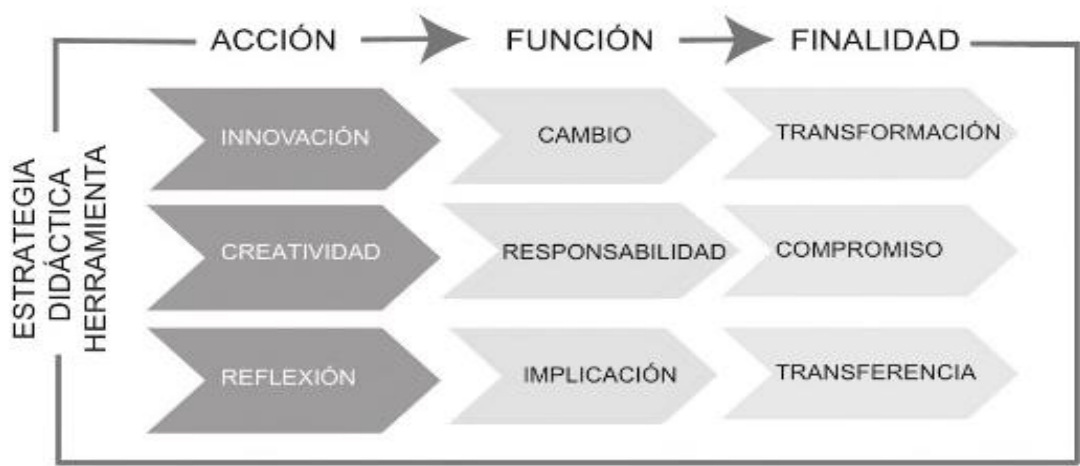 ACCIÓN FUNCIÓN FINALIDAD
ESTRATEGIA
DIDÁCTICA
HERRAMIENTA
INNOVACIÓN CAMBIO TRANSFORMACIÓN
CREATIVIDAD RESPONSABILIDAD COMPROMISO
REFLEXIÓN IMPLICACIÓN TRANSFERENCIA